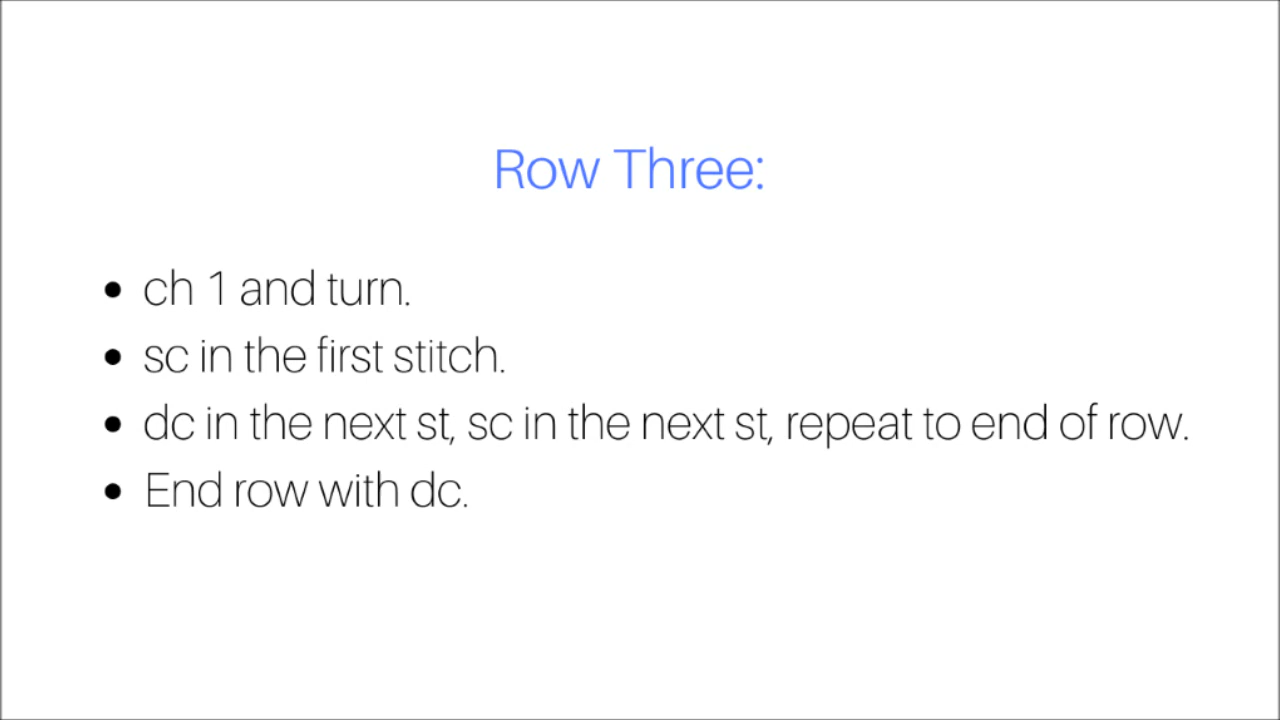 Row Three:
• ch 1 and turn.
• sc in the first stitch.
• dc in the next st, sc in the next st, repeat to end of row.
• End row with dc.